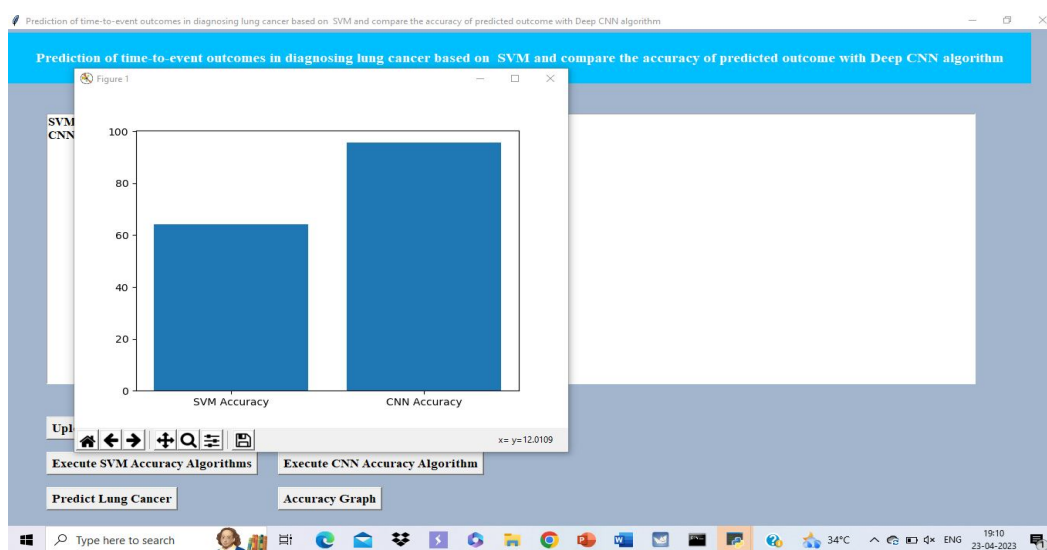 Prediction of time-to-event outcomes in diagnosing lung cancer based on SVM and compare the accuracy of predicted outcome with Deep CNN algorithm
Prediction of time-to-event outcomes in diagnosing lung cancer based on SVM and compare the accuracy of predicted outcome with Deep CNN algorithm
Figure 1
SVM
CNN
100
80
60
40
20
0
SVM Accuracy CNN Accuracy
Upl
x= y=12.0109
Execute SVM Accuracy Algorithms Execute CNN Accuracy Algorithm
Predict Lung Cancer Accuracy Graph
Type here to search 34°C ENG 19:10
23-04-2023